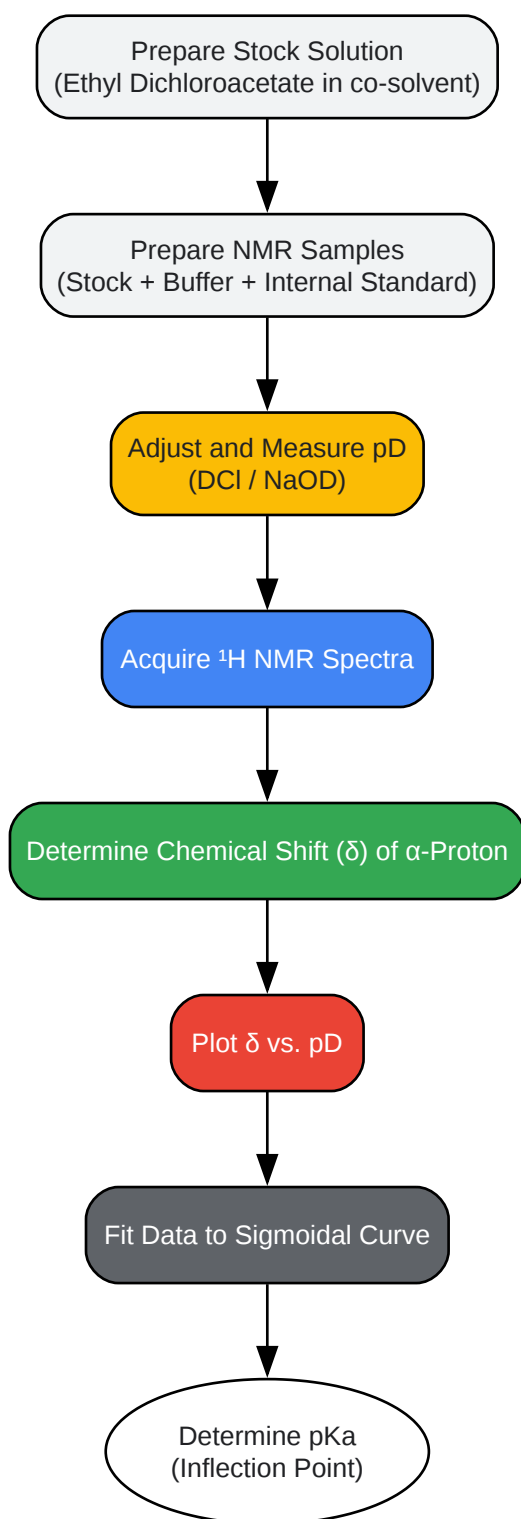 Prepare Stock Solution
(Ethyl Dichloroacetate in co-solvent)
Prepare NMR Samples
(Stock + Buffer + Internal Standard)
Adjust and Measure pD
(DCl / NaOD)
Acquire ¹H NMR Spectra
Determine Chemical Shift (δ) of α-Proton
Plot δ vs. pD
Fit Data to Sigmoidal Curve
Determine pKa
(Inflection Point)